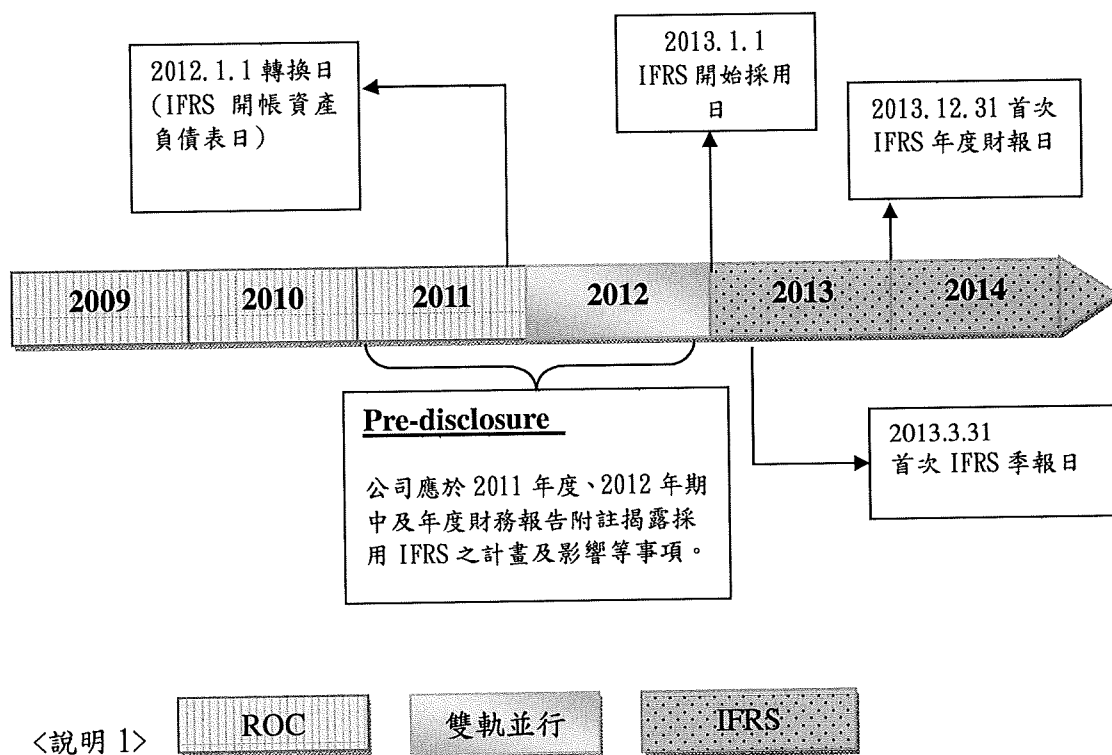 2012.1.1 轉換日
(IFRS 開帳資產
負債表日)
2013.1.1
IFRS 開始採用
日
2013.12.31 首次
IFRS 年度財報日
2009
2010
2011
2012
2013
2014
Pre-disclosure
公司應於 2011 年度、2012 年期
中及年度財務報告附註揭露採
用 IFRS 之計畫及影響等事項。
2013.3.31
首次 IFRS 季報日
<說明 1>
ROC
雙軌並行
IFRS